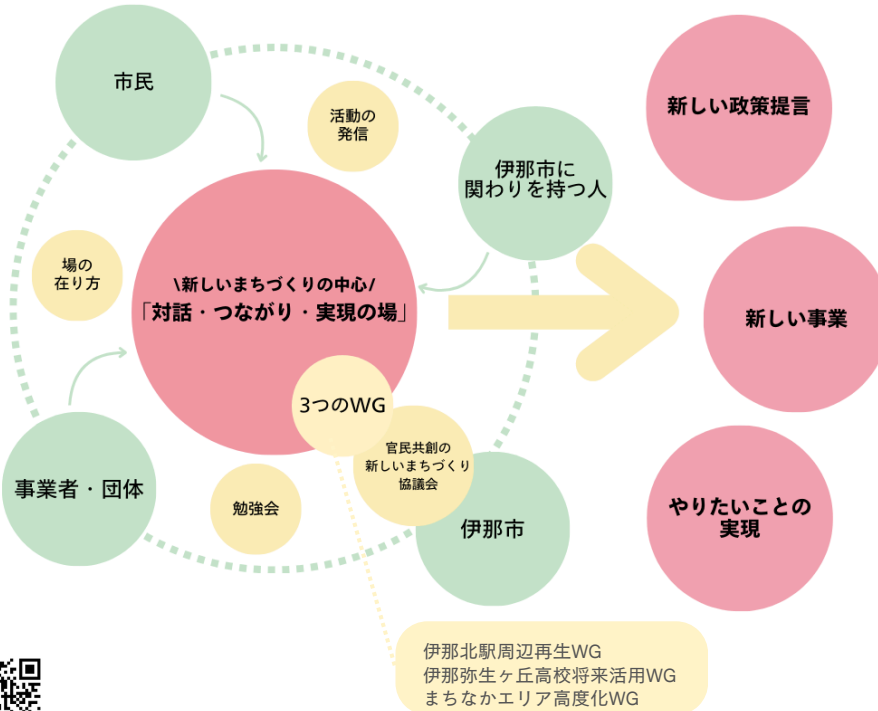 市民
活動の
発信
新しい政策提言
伊那市に
関わりを持つ人
場の
在り方
\新しいまちづくりの中心/
「対話・つながり・実現の場」
新しい事業
3つのWG
官民共創の
新しいまちづくり
協議会
事業者・団体
勉強会
伊那市
やりたいことの
実現
伊那北駅周辺再生WG
伊那弥生ヶ丘高校将来活用WG
まちなかエリア高度化WG